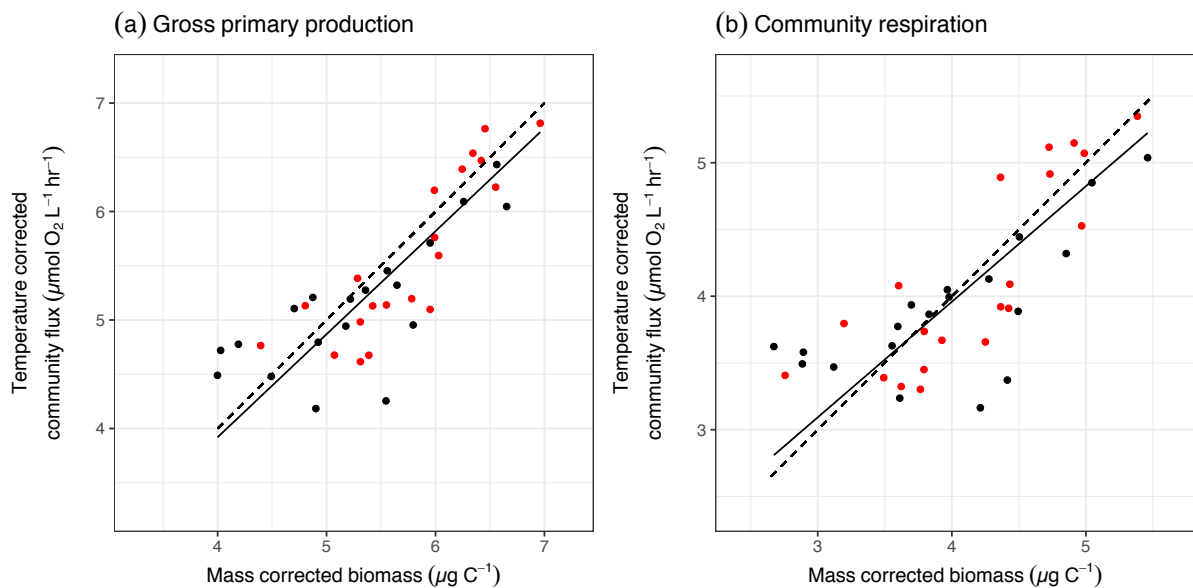 (a) Gross primary production
Temperature corrected
community flux (µmol O₂ L⁻¹ hr⁻¹)
7
6
5
4
4 5 6 7
Mass corrected biomass (µg C⁻¹)
(b) Community respiration
Temperature corrected
community flux (µmol O₂ L⁻¹ hr⁻¹)
5
4
3
3 4 5
Mass corrected biomass (µg C⁻¹)